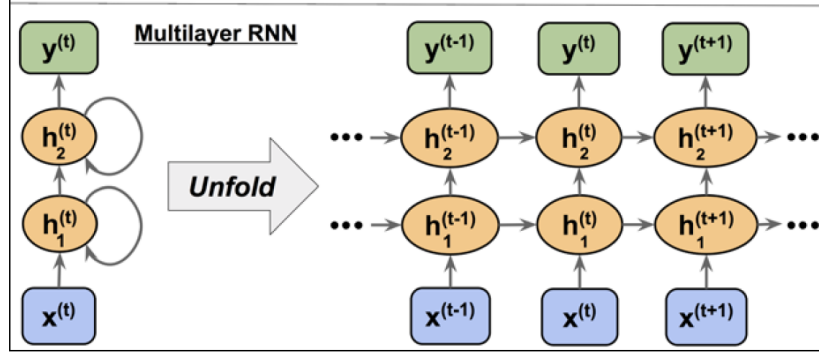 Multilayer RNN
y(t) y(t-1) y(t) y(t+1)
h2(t) ••• h2(t-1) h2(t) h2(t+1) •••
Unfold
h1(t) ••• h1(t-1) h1(t) h1(t+1) •••
x(t) x(t-1) x(t) x(t+1)